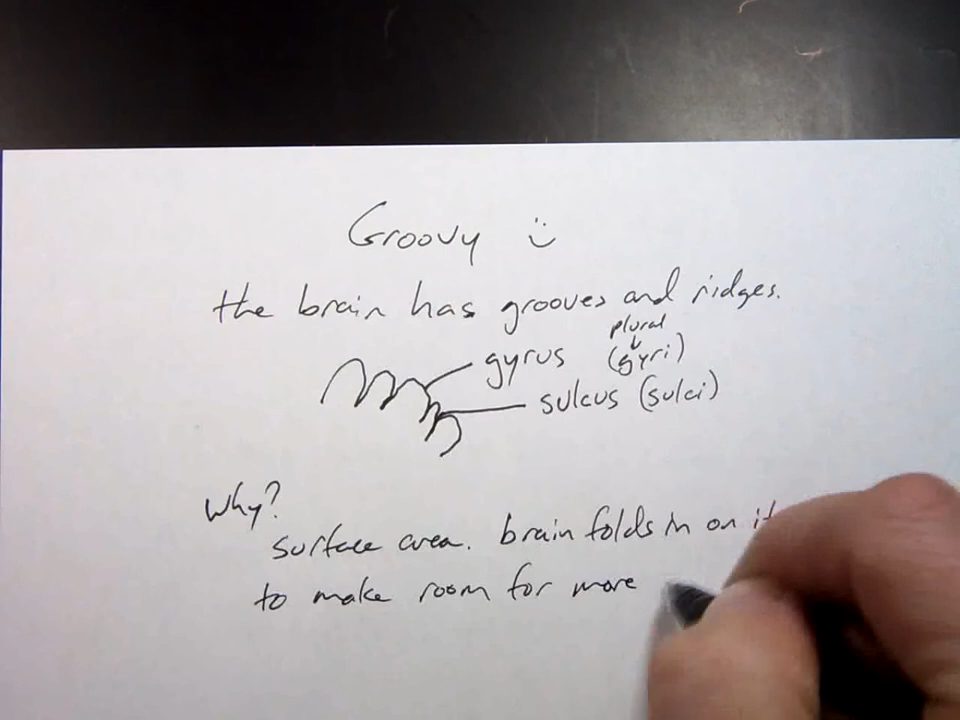 Groovy :)
the brain has grooves and ridges.
plural
gyrus (gyri)
sulcus (sulci)
Why?
surface area. brain folds in on
to make room for more